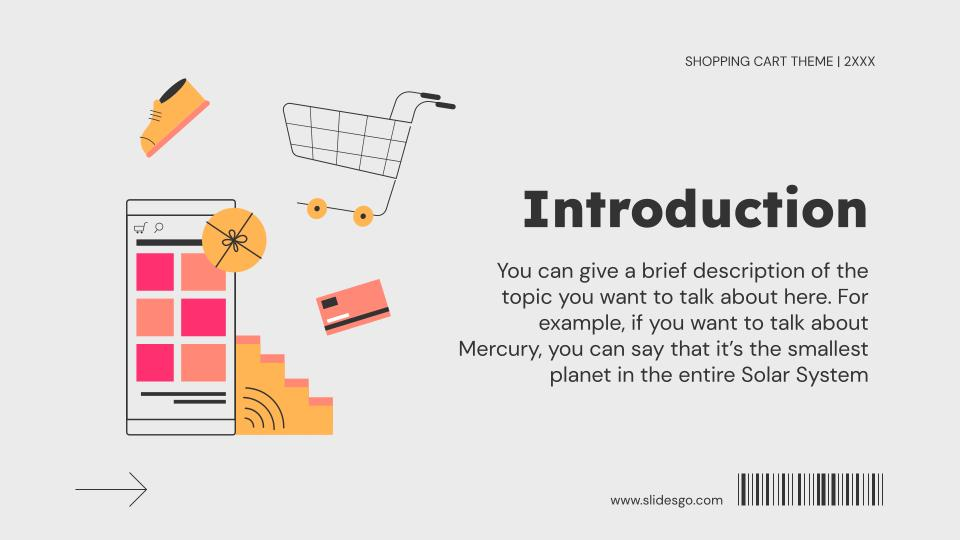 SHOPPING CART THEME | 2XXX
Introduction
You can give a brief description of the
topic you want to talk about here. For
example, if you want to talk about
Mercury, you can say that it’s the smallest
planet in the entire Solar System
www.slidesgo.com